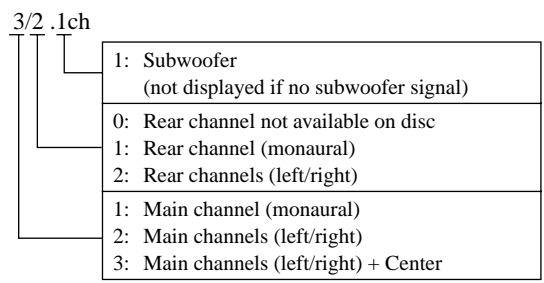 3/2 .1ch
1: Subwoofer
(not displayed if no subwoofer signal)
0: Rear channel not available on disc
1: Rear channel (monaural)
2: Rear channels (left/right)
1: Main channel (monaural)
2: Main channels (left/right)
3: Main channels (left/right) + Center